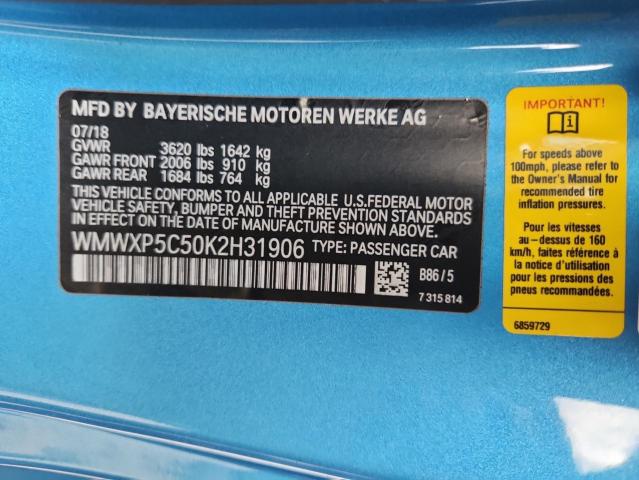 MFD BY BAYERISCHE MOTOREN WERKE AG
07/18
GVWR 3620 lbs 1642 kg
GAWR FRONT 2006 lbs 910 kg
GAWR REAR 1684 lbs 764 kg
THIS VEHICLE CONFORMS TO ALL APPLICABLE U.S.FEDERAL MOTOR
VEHICLE SAFETY, BUMPER AND THEFT PREVENTION STANDARDS
IN EFFECT ON THE DATE OF MANUFACTURE SHOWN ABOVE.
WMWXP5C50K2H31906 TYPE: PASSENGER CAR
B86/5
7 315 814
IMPORTANT!
For speeds above
100mph, please refer to
the Owner's Manual for
recommended tire
inflation pressures.
Pour les vitesses
au-dessus de 160
km/h, faites référence à
la notice d'utilisation
pour les pressions des
pneus recommandées.
6859729